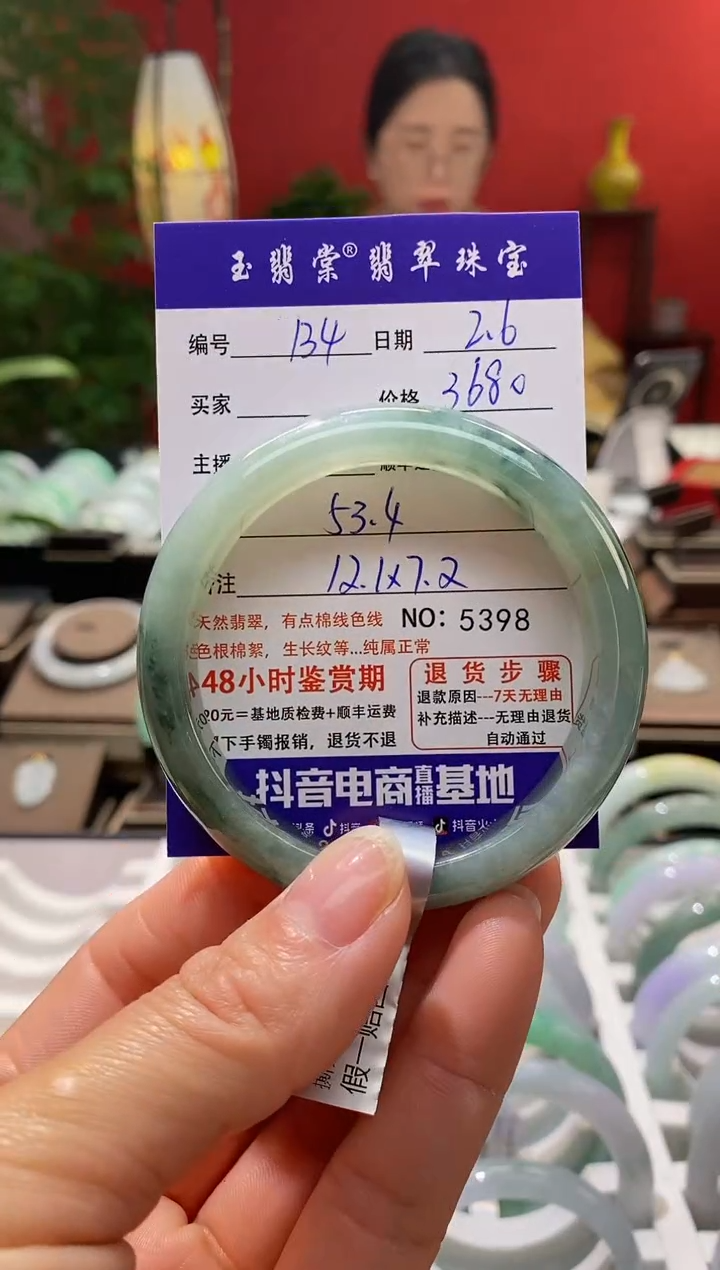 玉翡棠®翡翠珠宝
编号 134 日期 2.6
买家 价格 3680
主播
53.4
注 12.1x7.2
天然翡翠，有点棉线色线 NO: 5398
色根棉絮，生长纹等...纯属正常
48小时鉴赏期
退货步骤
退款原因---7天无理由
20元=基地质检费+顺丰运费
补充描述---无理由退货
下手镯报销，退货不退
自动通过
抖音电商直播基地
抖音火
假一赔